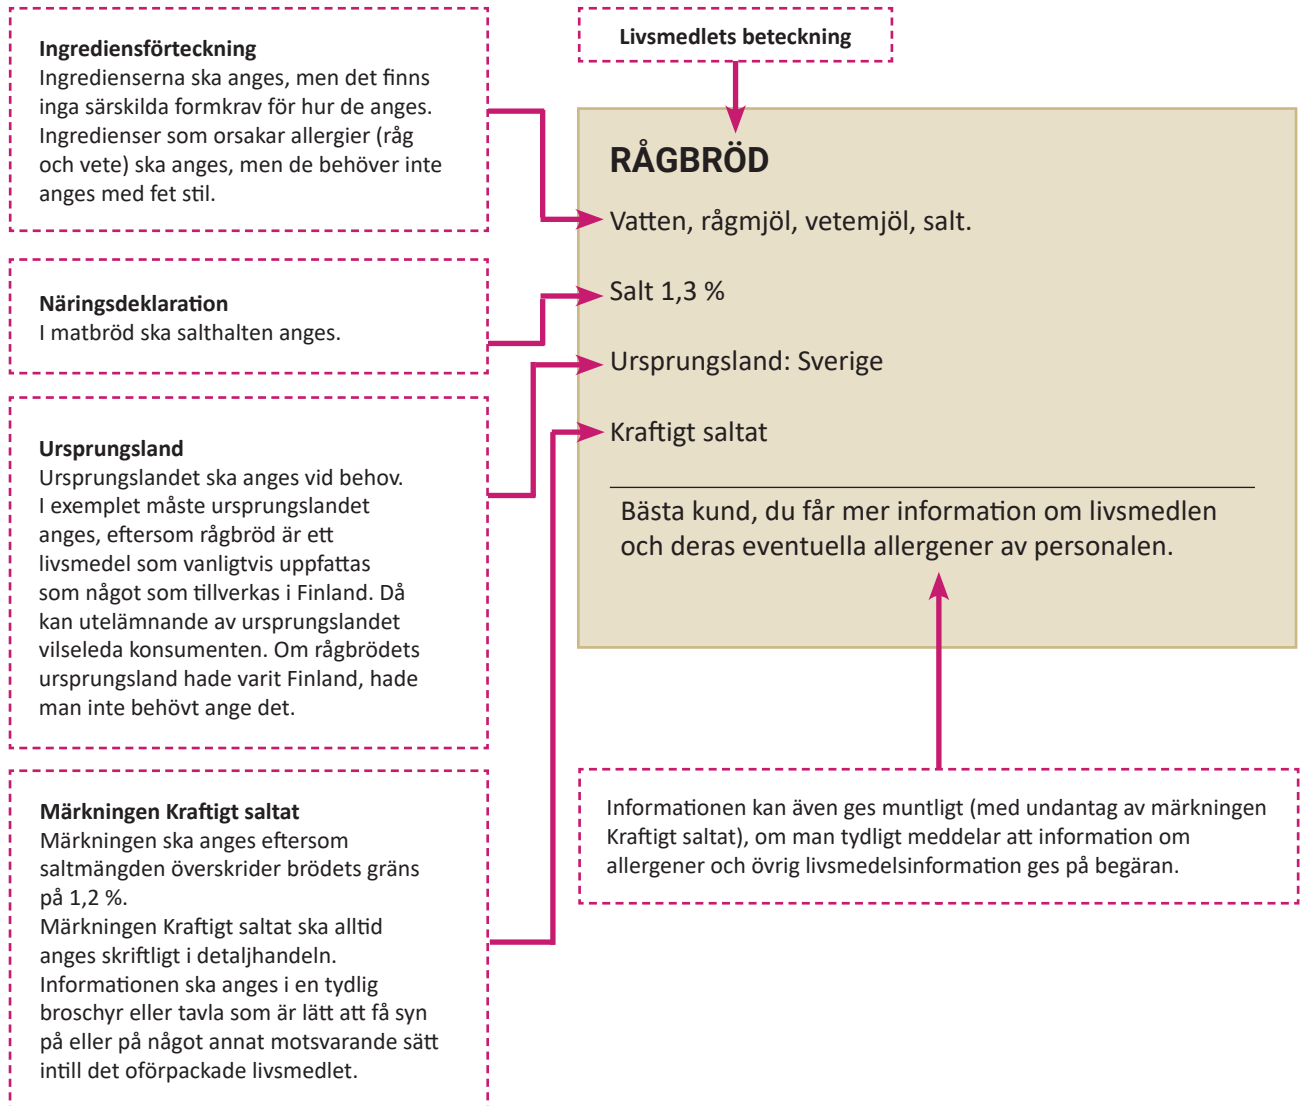 Ingrediensförteckning
Ingredienserna ska anges, men det finns
inga särskilda formkrav för hur de anges.
Ingredienser som orsakar allergier (råg
och vete) ska anges, men de behöver inte
anges med fet stil.
Näringsdeklaration
I matbröd ska salthalten anges.
Ursprungsland
Ursprungslandet ska anges vid behov.
I exemplet måste ursprungslandet
anges, eftersom rågbröd är ett
livsmedel som vanligtvis uppfattas
som något som tillverkas i Finland. Då
kan utelämnande av ursprungslandet
vilseleda konsumenten. Om rågbrödets
ursprungsland hade varit Finland, hade
man inte behövt ange det.
Märkningen Kraftigt saltat
Märkningen ska anges eftersom
saltmängden överskrider brödets gräns
på 1,2 %.
Märkningen Kraftigt saltat ska alltid
anges skriftligt i detaljhandeln.
Informationen ska anges i en tydlig
broschyr eller tavla som är lätt att få syn
på eller på något annat motsvarande sätt
intill det oförpackade livsmedlet.
Livsmedlets beteckning
RÅGBRÖD
Vatten, rågmjöl, vetemjöl, salt.
Salt 1,3 %
Ursprungsland: Sverige
Kraftigt saltat
Bästa kund, du får mer information om livsmedlen
och deras eventuella allergener av personalen.
Informationen kan även ges muntligt (med undantag av märkningen
Kraftigt saltat), om man tydligt meddelar att information om
allergener och övrig livsmedelsinformation ges på begäran.